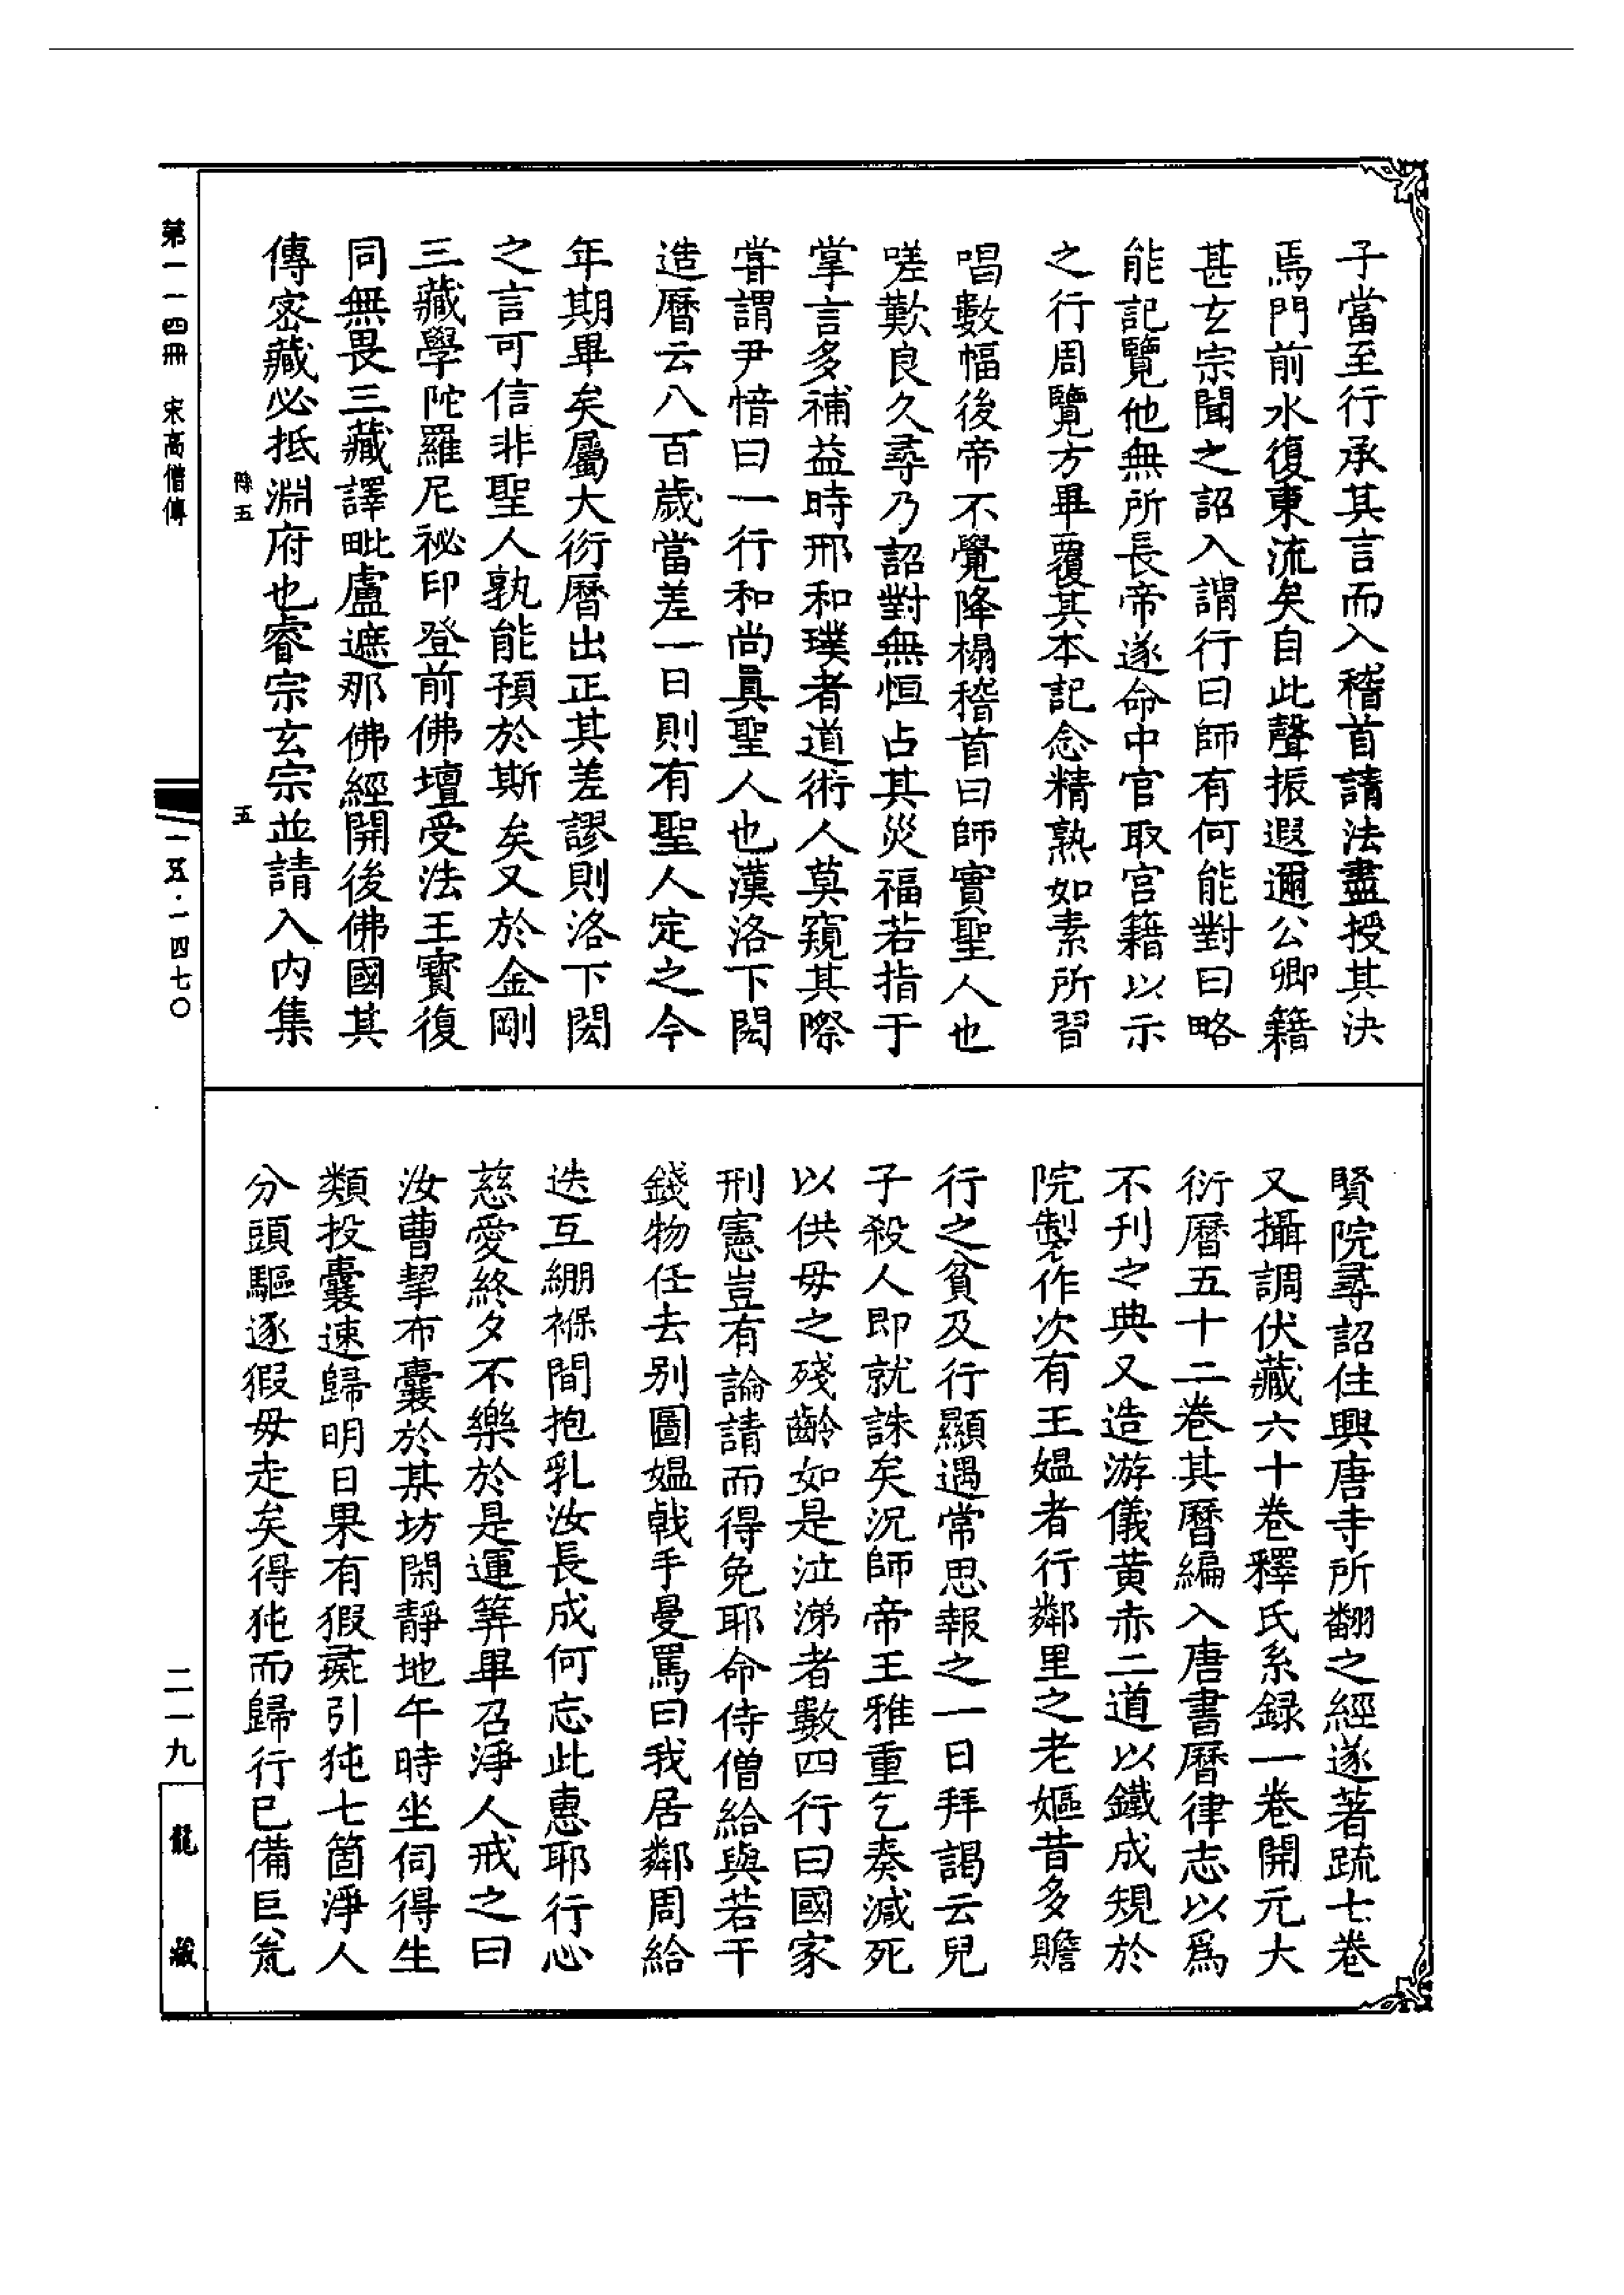 子當至行承其言而入稽首請法盡授其決
焉門前水復東流矣自此聲振遐邇公卿籍
甚玄宗聞之詔入謂行曰師有何能對曰略
能記覽他無所長帝遂命中官取宮籍以示
之行周覽方畢覆其本記念精熟如素所習
唱數幅後帝不覺降榻稽首曰師實聖人也
嗟歎良久尋乃詔對無恒占其災福若指于
掌言多補益時邢和璞者道術人莫窺其際
甞謂尹愔曰一行和尚眞聖人也漢洛下閎
造曆云八百歲當差一日則有聖人定之今
年期畢矣屬大衍曆出正其差謬則洛下閎
之言可信非聖人孰能預於斯矣又於金剛
三藏學陀羅尼祕印登前佛壇受法王寶復
同無畏三藏譯毗盧遮那佛經開後佛國其
傳密藏必抵淵府也睿宗玄宗並請入內集
賢院尋詔住興唐寺所翻之經遂著疏七卷
又攝調伏藏六十卷釋氏系録一卷開元大
衍曆五十二卷其曆編入唐書曆律志以爲
不刊之典又造游儀黃赤二道以鐵成規於
院製作次有王媼者行鄰里之老嫗昔多贍
行之貧及行顯遇常思報之一日拜謁云兒
子殺人即就誅矣況師帝王雅重乞奏減死
以供母之殘齡如是泣涕者數四行曰國家
刑憲豈有論請而得免耶命侍僧給與若干
錢物任去別圖媼戟手曼罵曰我居鄰周給
迭互繃褓間抱乳汝長成何忘此惠耶行心
慈愛終夕不樂於是運筭畢召淨人戒之曰
汝曹挈布囊於某坊閑靜地午時坐伺得生
類投囊速歸明日果有豭彘引㹠七箇淨人
分頭驅逐豭母走矣得㹠而歸行已備巨瓮
第一一四冊　宋高僧傳
五
一五·一四七〇
二一九
龍藏